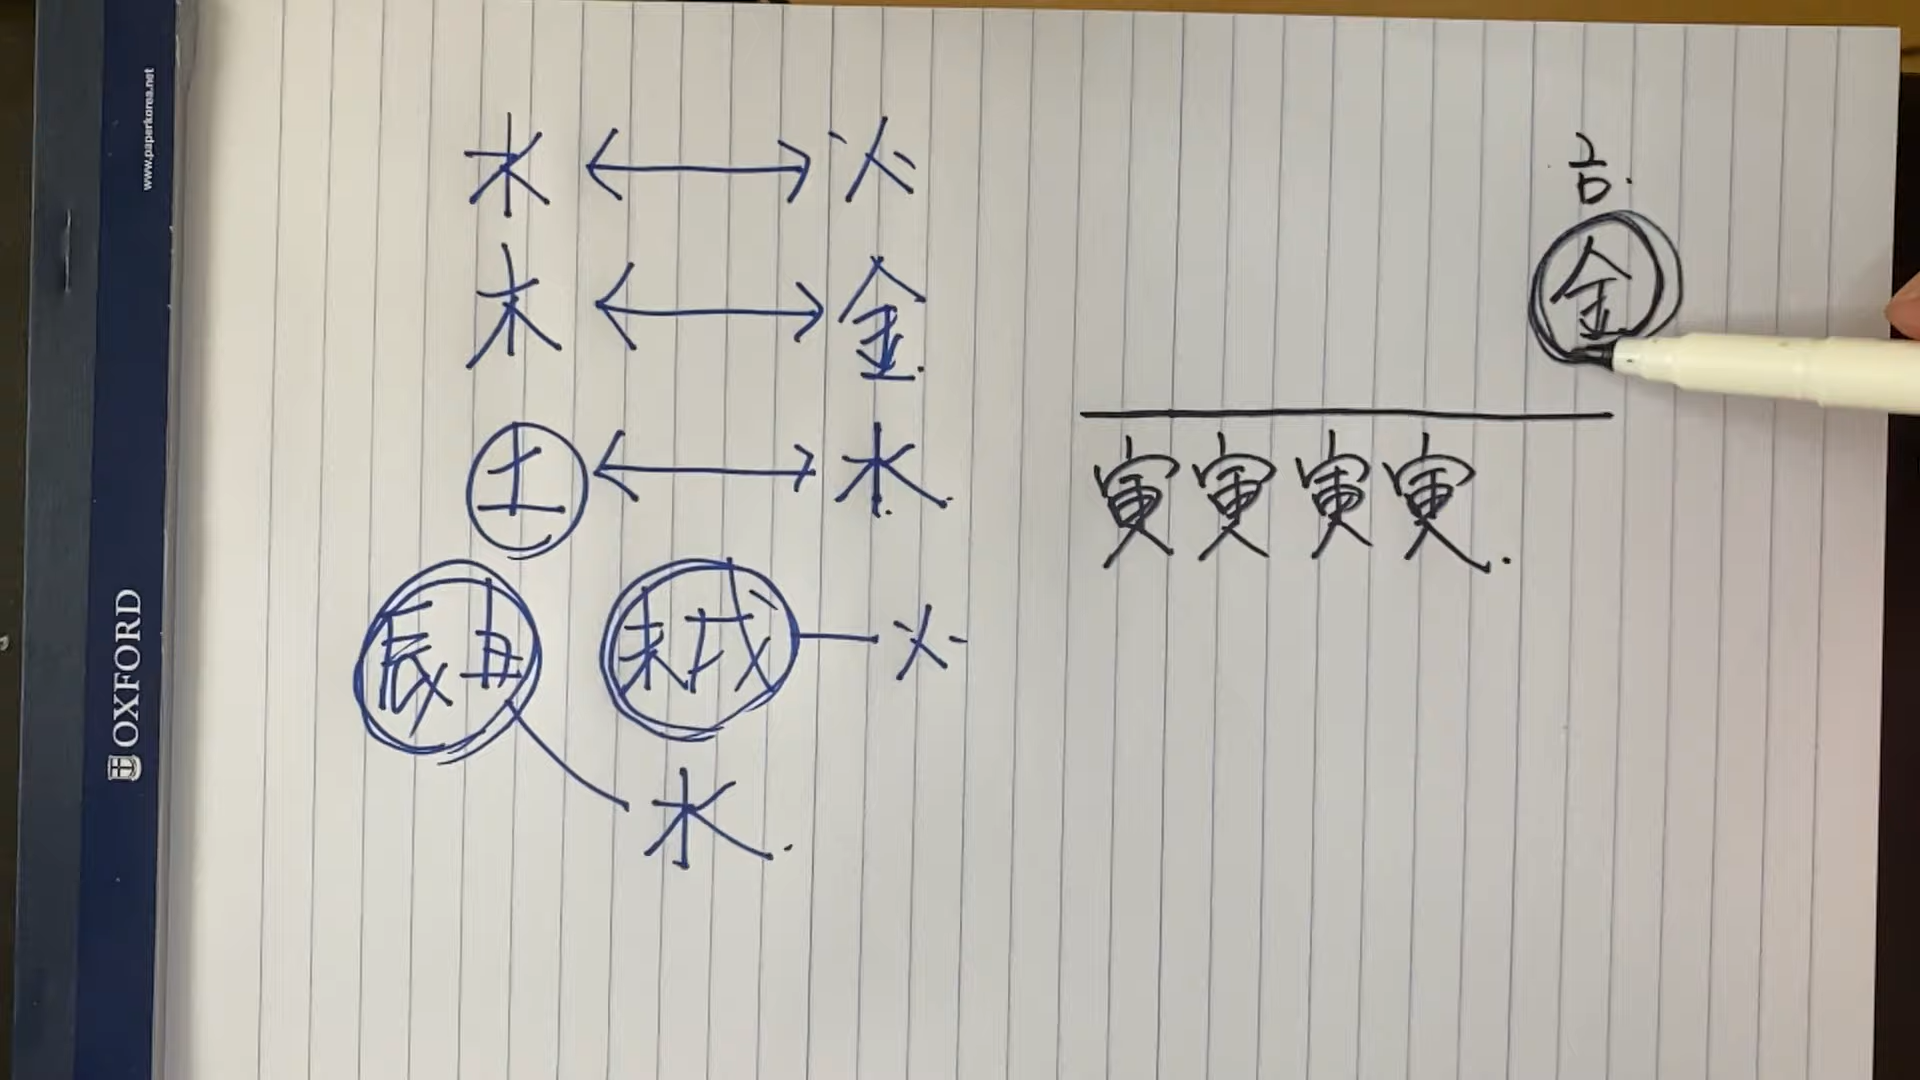 www.paperkorea.net
OXFORD
水 ↔ 火
木 ↔ 金.
土 ↔ 水.
辰丑 未戌 — 火
水.
금.
金
寅寅寅寅.